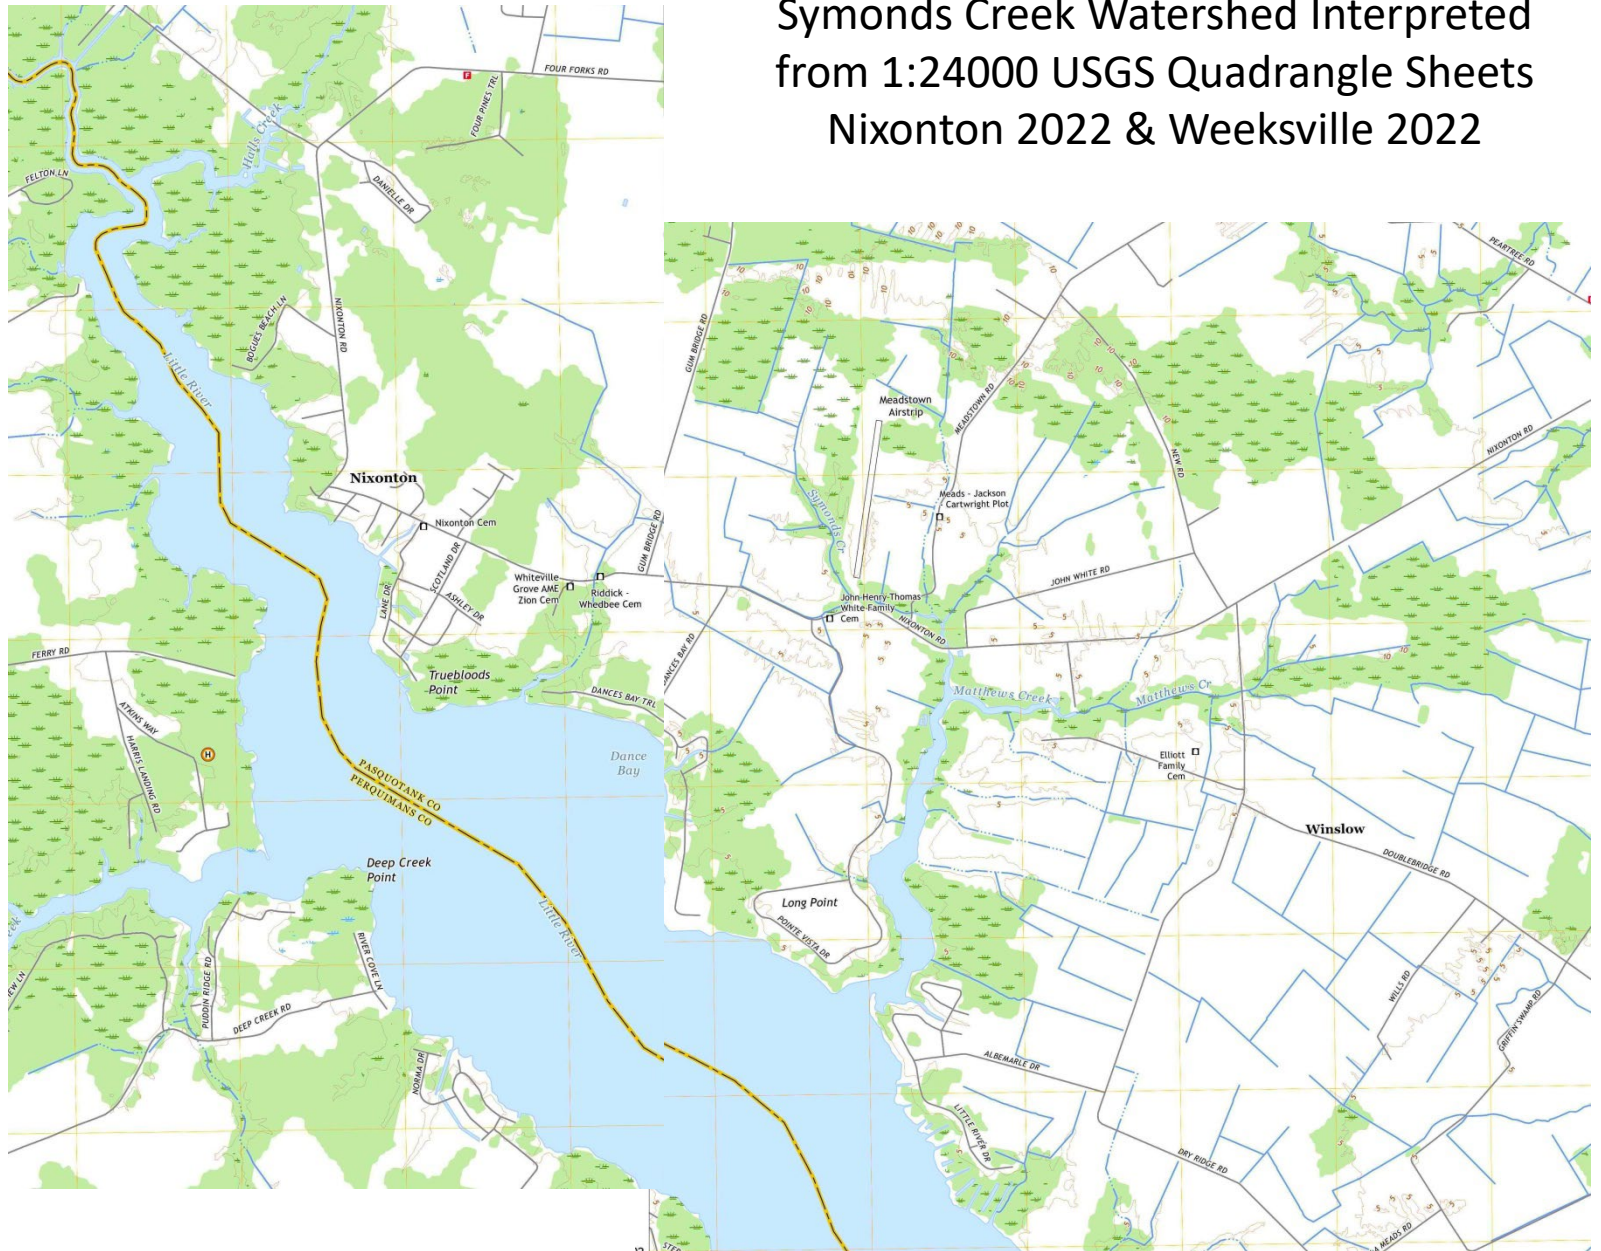 Symonds Creek Watershed Interpreted
from 1:24000 USGS Quadrangle Sheets
Nixonton 2022 & Weeksville 2022
FOUR FORKS RD
F
FOUR PINES TRL
Halls Creek
FELTON LN
DANIELLE DR
PEARTREE RD
GUM BRIDGE RD
NIXONTON RD
BOGUES BEACH LN
Little River
Meadstown
Airstrip
MEADSTOWN RD
NEW RD
NIXONTON RD
Nixonton
Nixonton Cem
Symonds Cr
Meads - Jackson
Cartwright Plot
GUM BRIDGE RD
SCOTLAND DR
Whiteville
Grove AME
Zion Cem
Riddick -
Whedbee Cem
LANE DR
ASHLEY DR
JOHN WHITE RD
John Henry Thomas
White Family
Cem
NIXONTON RD
FERRY RD
DANCES BAY RD
Truebloods
Point
DANCES BAY TRL
Matthews Creek
Matthews Cr
ATKINS WAY
HARRIS LANDING RD
H
Dance
Bay
Elliott
Family
Cem
PASQUOTANK CO
PERQUIMANS CO
Winslow
DOUBLEBRIDGE RD
Deep Creek
Point
Long Point
POINTE VISTA DR
Little River
RIVER COVE LN
PUDDIN RIDGE RD
DEEP CREEK RD
EW LN
eek
WILLS RD
GRIFFIN SWAMP RD
NORMA DR
ALBEMARLE DR
LITTLE RIVER DR
DRY RIDGE RD
A MEADS RD
STEP